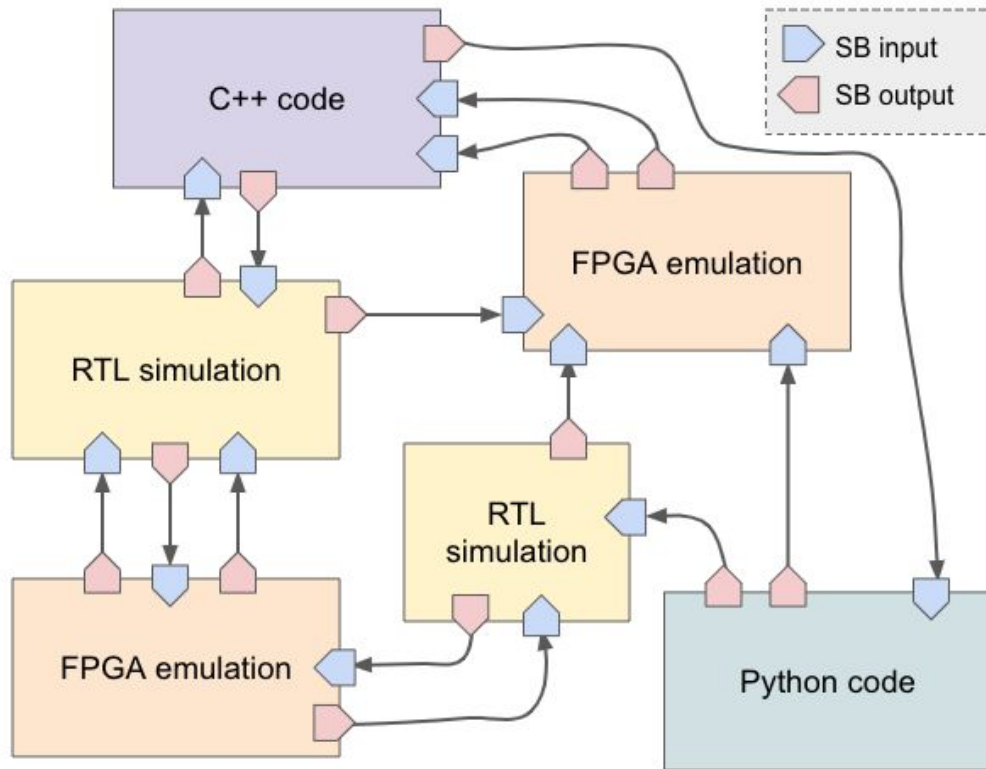 SB input
SB output
C++ code
FPGA emulation
RTL simulation
RTL
simulation
FPGA emulation
Python code